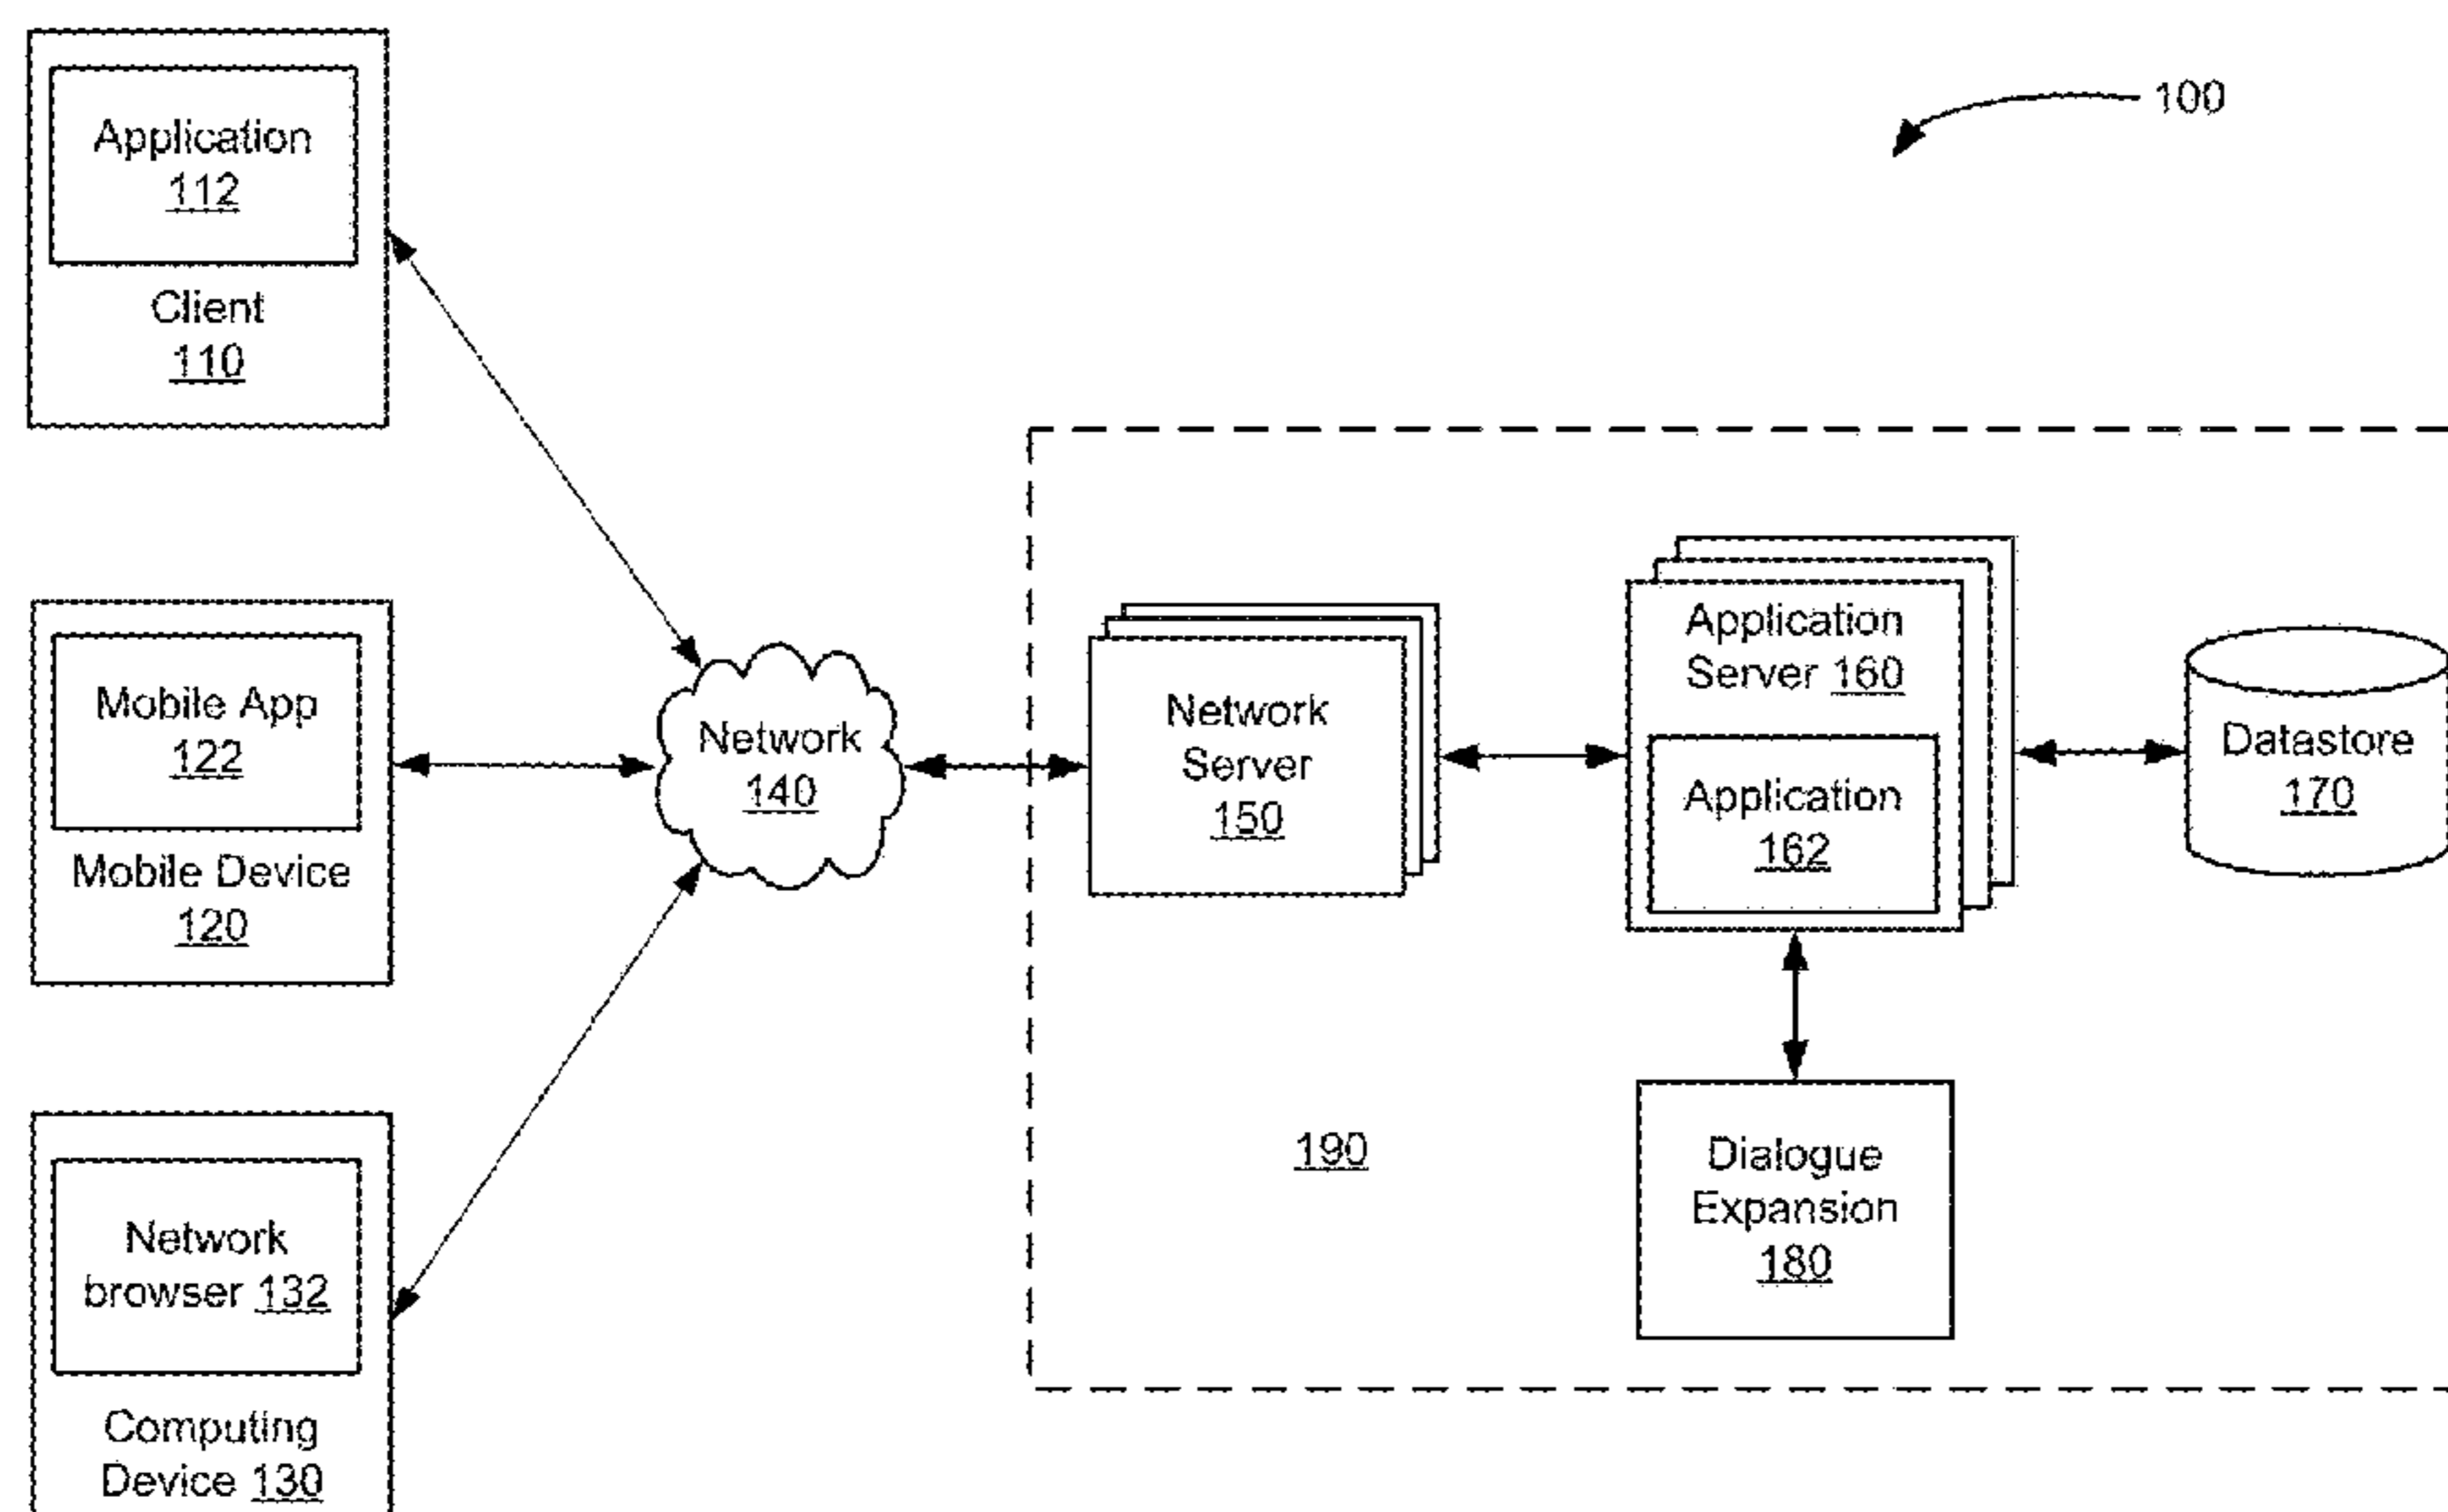 100
Application
112
Client
110
Mobile App
122
Mobile Device
120
Network
browser 132
Computing
Device 130
Network
140
Network
Server
150
Application
Server 160
Application
162
Datastore
170
190
Dialogue
Expansion
180